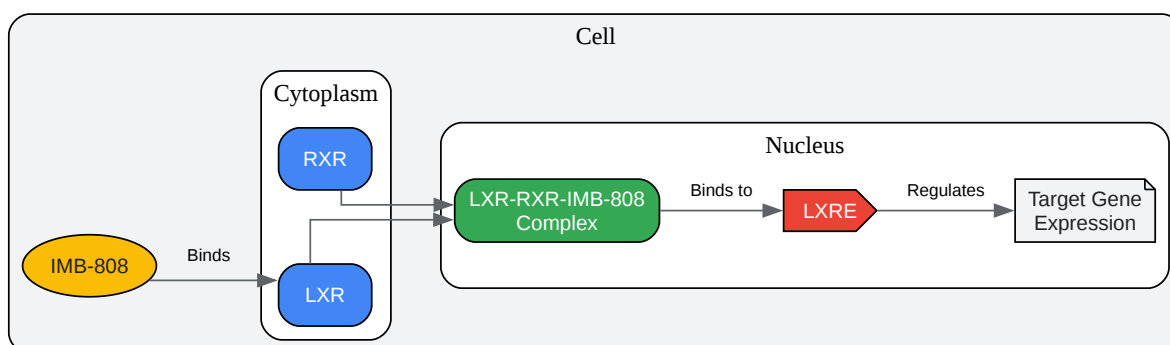 Cell
Cytoplasm
Nucleus
RXR
LXR-RXR-IMB-808
Complex
Binds to
LXRE
Regulates
Target Gene
Expression
IMB-808
Binds
LXR